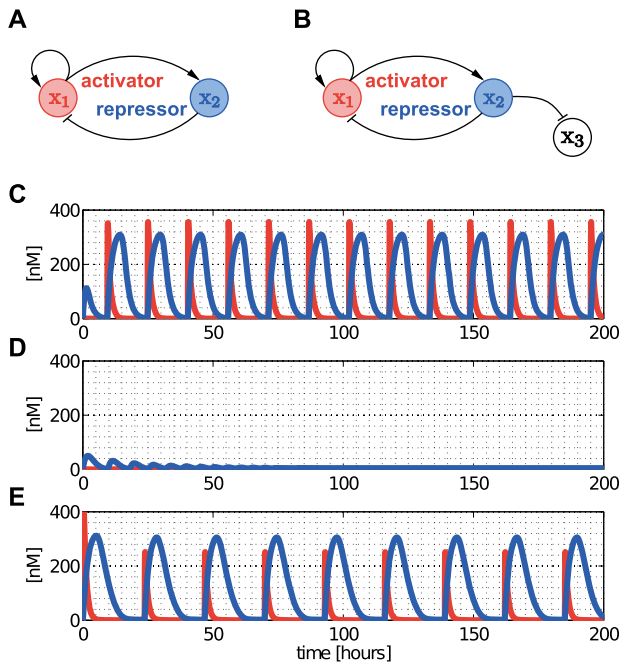 A
B
x1
activator
repressor
x2
x1
activator
repressor
x2
x3
C
400
200
0
[nM]
0
50
100
150
200
D
400
200
0
[nM]
0
50
100
150
200
E
400
200
0
[nM]
0
50
100
150
200
time [hours]